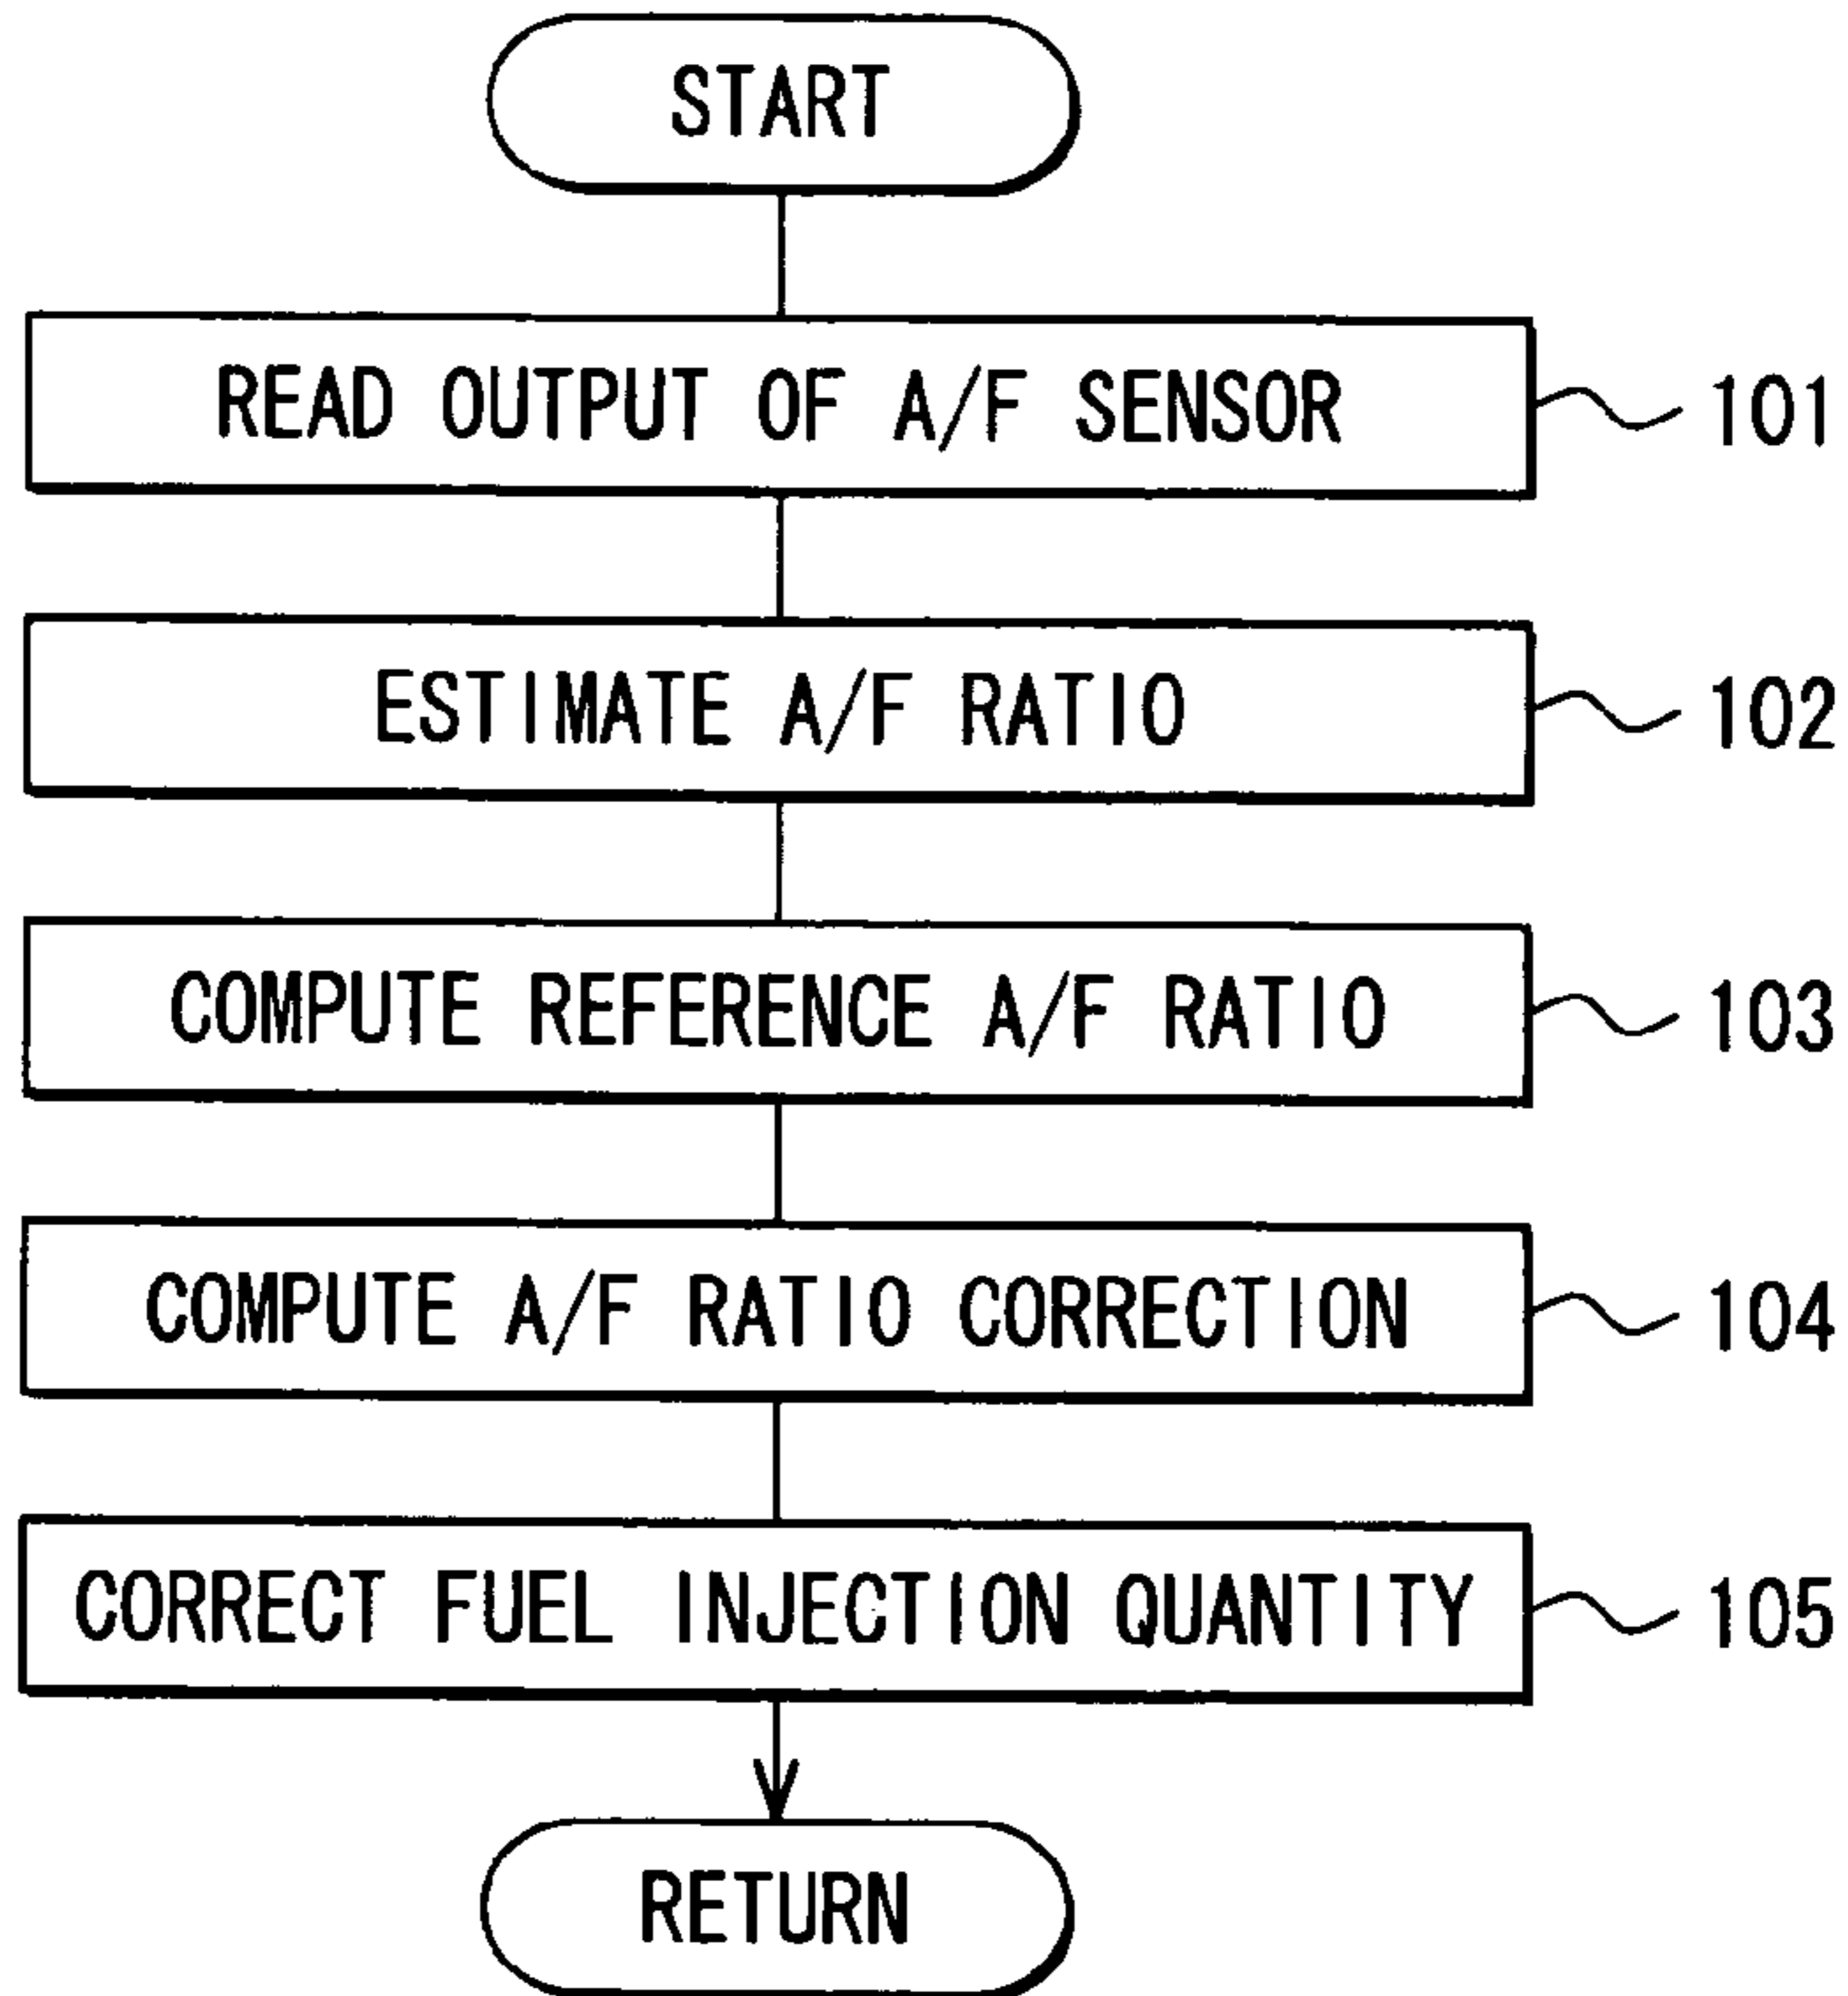 START
READ OUTPUT OF A/F SENSOR
101
ESTIMATE A/F RATIO
102
COMPUTE REFERENCE A/F RATIO
103
COMPUTE A/F RATIO CORRECTION
104
CORRECT FUEL INJECTION QUANTITY
105
RETURN